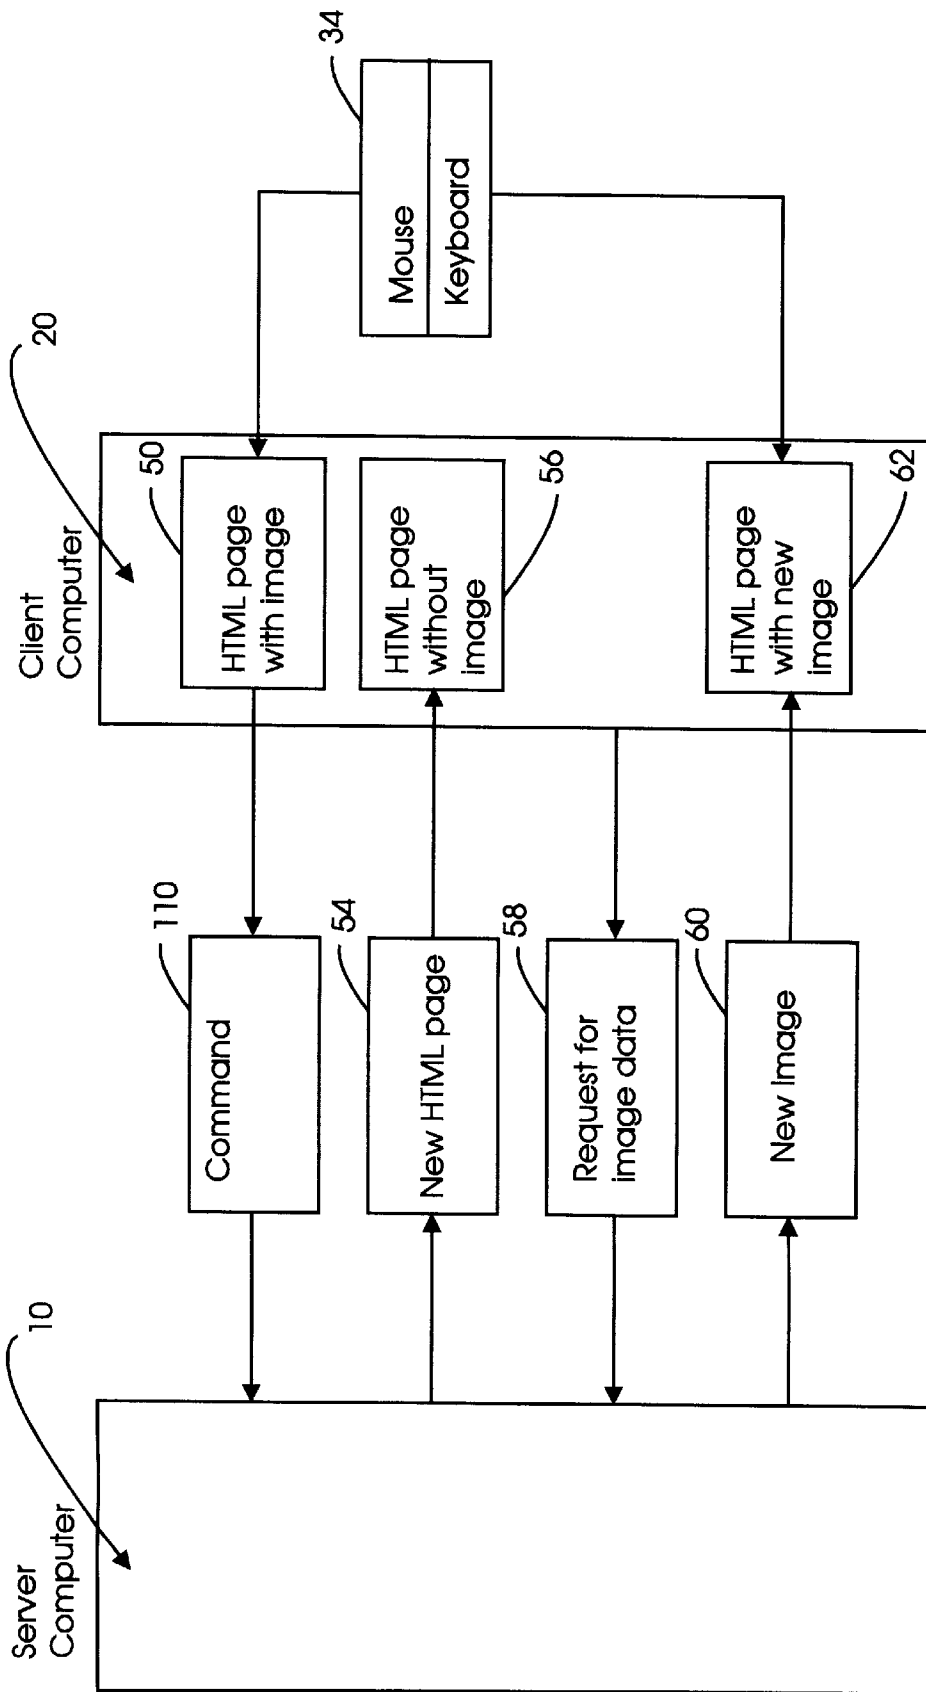 Server
Computer
10
Client
Computer
20
110
Command
50
HTML page
with image
34
Mouse
Keyboard
54
New HTML page
56
HTML page
without
image
58
Request for
image data
60
New Image
62
HTML page
with new
image